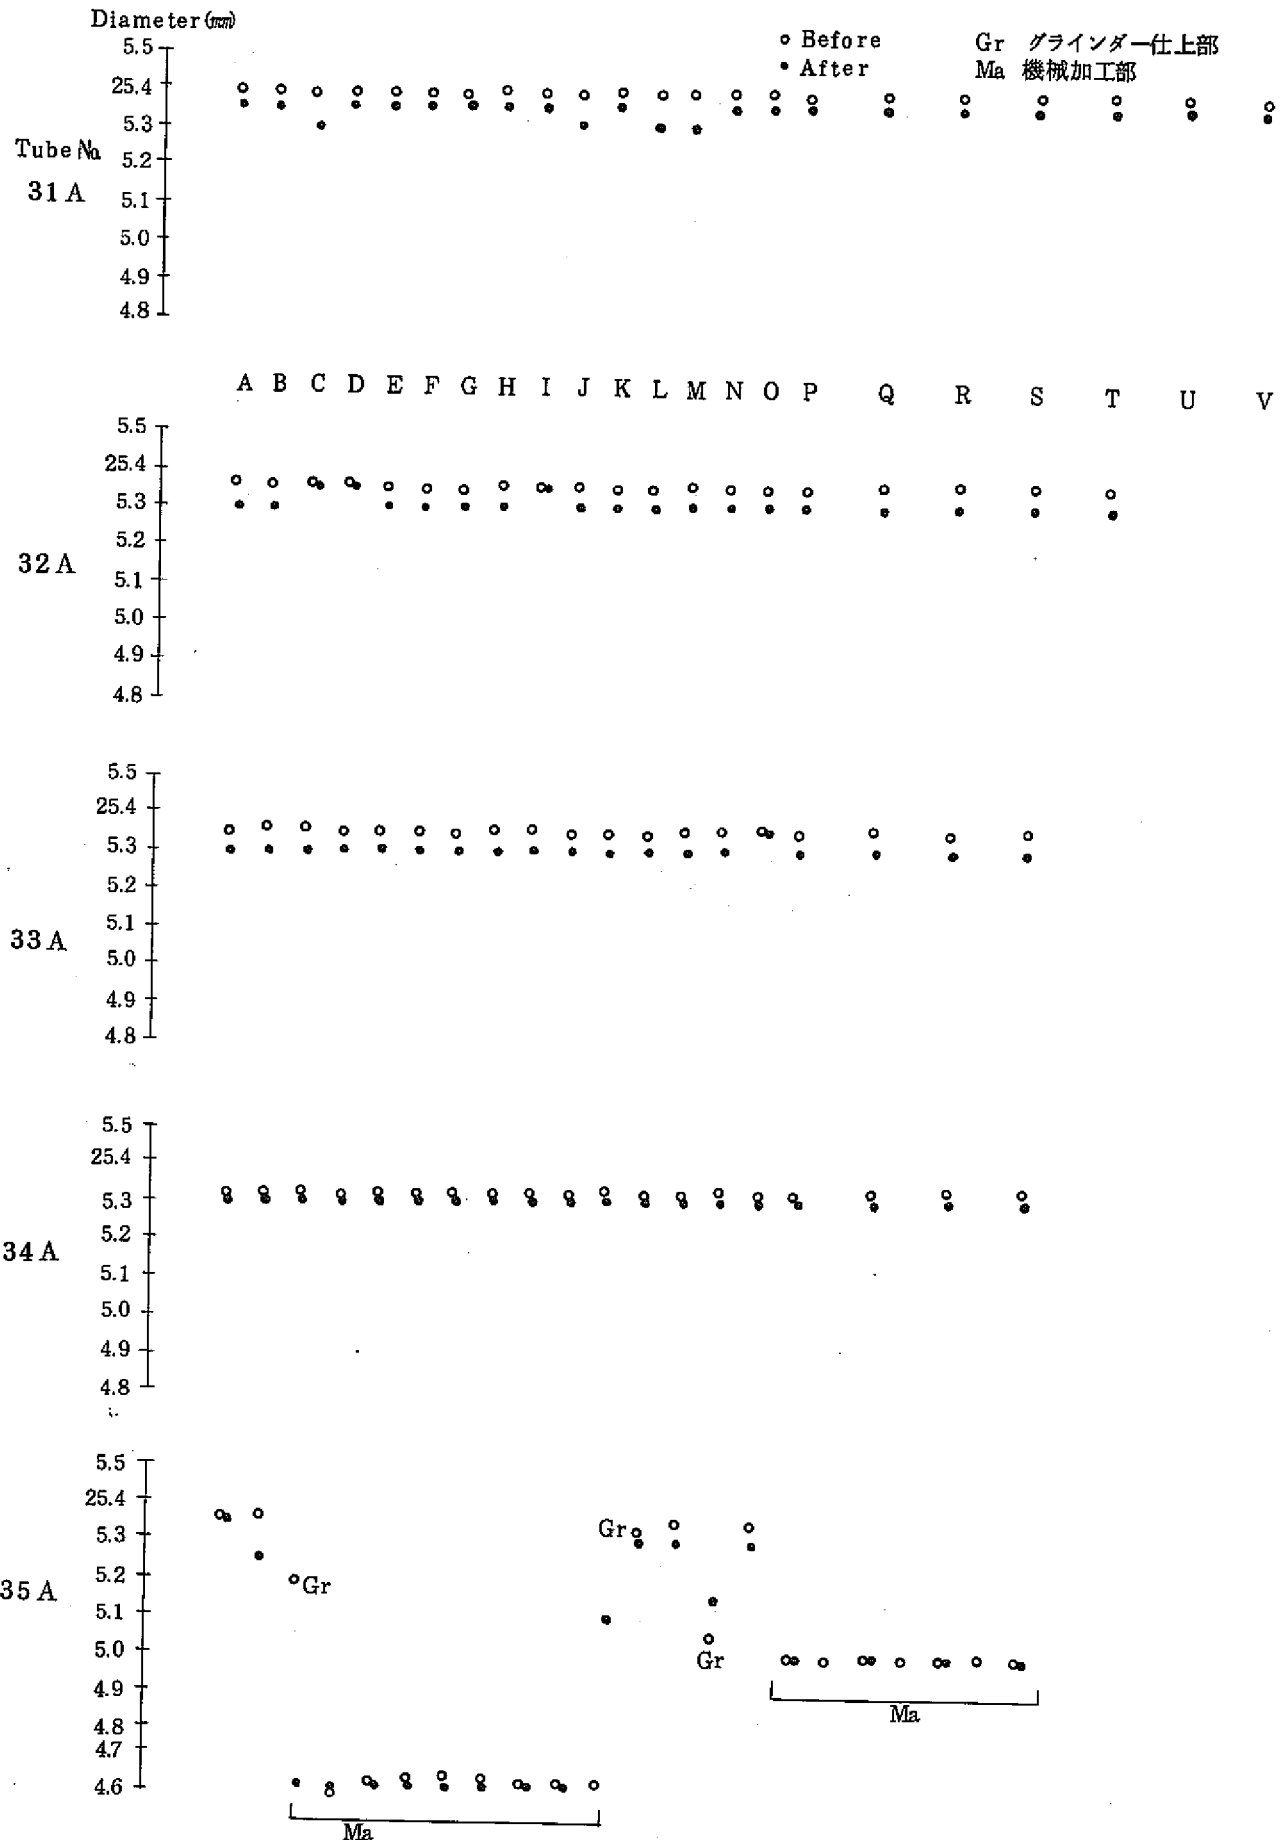 Diameter (mm)
○ Before Gr グラインダー仕上部
● After Ma 機械加工部
5.5
25.4
5.3
Tube No. 5.2
31A
5.1
5.0
4.9
4.8
A B C D E F G H I J K L M N O P Q R S T U V
5.5
25.4
5.3
5.2
32A
5.1
5.0
4.9
4.8
5.5
25.4
5.3
5.2
5.1
33A
5.0
4.9
4.8
5.5
25.4
5.3
5.2
34A
5.1
5.0
4.9
4.8
5.5
25.4
5.3 Gr
5.2 Gr
35A
5.1
5.0
Gr
4.9
Ma
4.8
4.7
4.6
Ma